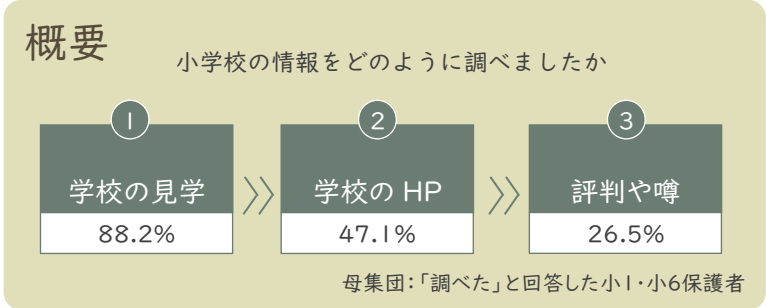 概要
小学校の情報をどのように調べましたか
1
学校の見学
88.2%
2
学校の HP
47.1%
3
評判や噂
26.5%
母集団：「調べた」と回答した小1・小6保護者